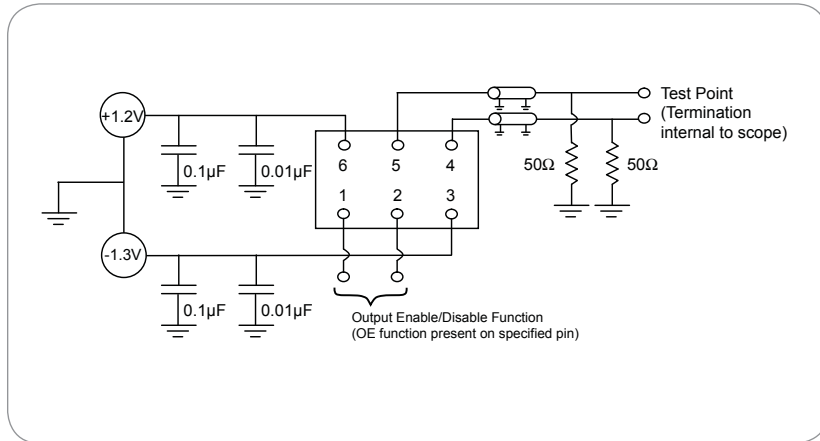 +1.2V
0.1µF
0.01µF
6 5 4
1 2 3
50Ω
50Ω
Test Point
(Termination
internal to scope)
-1.3V
0.1µF
0.01µF
Output Enable/Disable Function
(OE function present on specified pin)